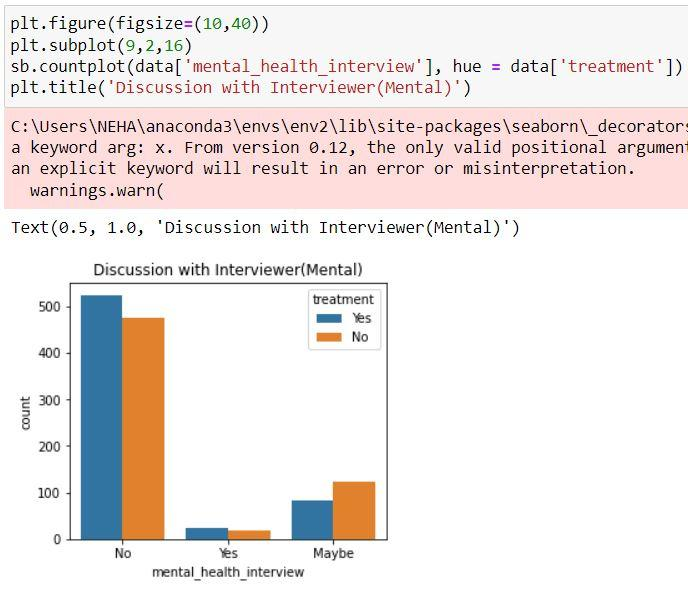 plt.figure(figsize=(10,40))
plt.subplot(9,2,16)
sb.countplot(data['mental_health_interview'], hue = data['treatment'])
plt.title('Discussion with Interviewer(Mental)')
C:\Users\NEHA\anaconda3\envs\env2\lib\site-packages\seaborn\_decorators
a keyword arg: x. From version 0.12, the only valid positional argument
an explicit keyword will result in an error or misinterpretation.
warnings.warn(
Text(0.5, 1.0, 'Discussion with Interviewer(Mental)')
Discussion with Interviewer(Mental)
treatment
Yes
No
500
400
300
200
100
0
count
No Yes Maybe
mental_health_interview